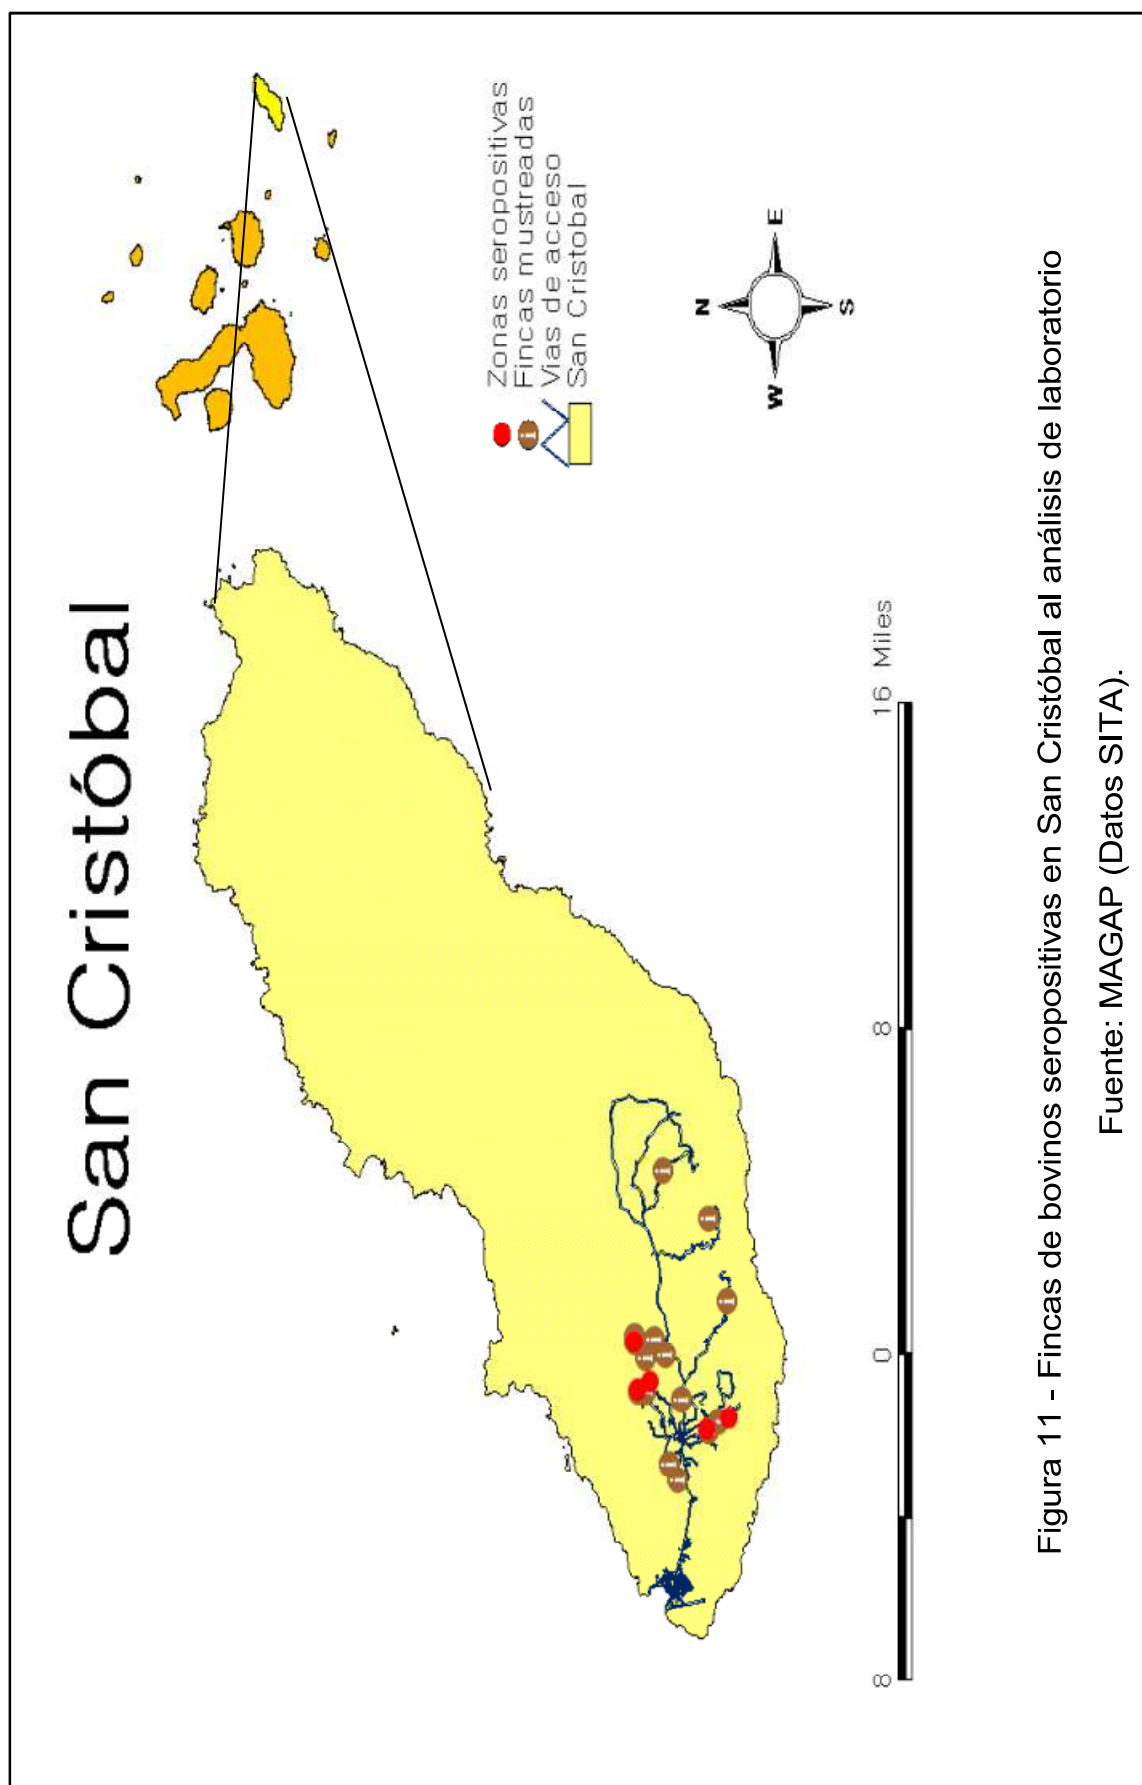 San Cristóbal
Zonas seropositivas
Fincas mustreadas
Vias de acceso
San Cristobal
N
W
E
S
8
0
8
16 Miles
Figura 11 - Fincas de bovinos seropositivas en San Cristóbal al análisis de laboratorio
Fuente: MAGAP (Datos SITA).